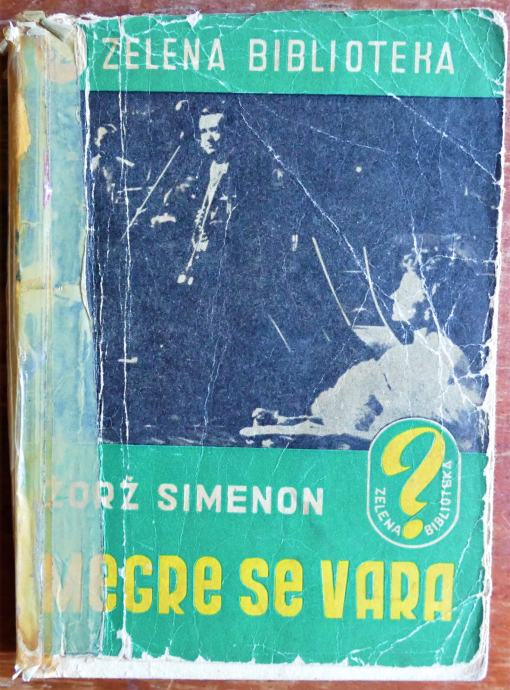 ZELENA BIBLIOTEKA
ŽORŽ SIMENON
?
ZELENA BIBLIOTEKA
MEGRE SE VARA